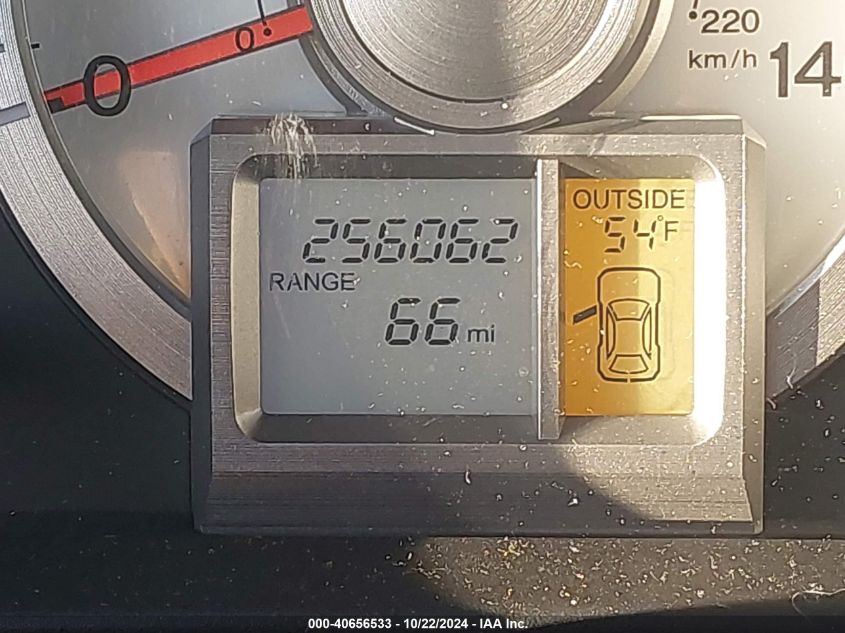 0
0
220
km/h
14
256062
RANGE
66 mi
OUTSIDE
54°F
000-40656533 - 10/22/2024 - IAA Inc.